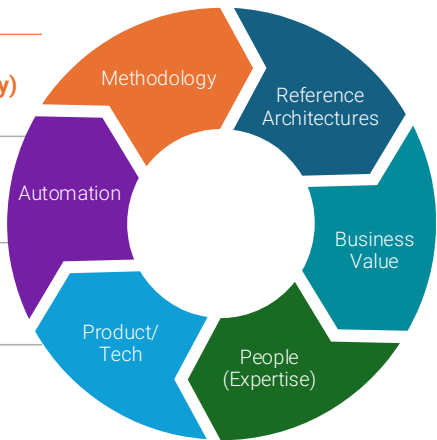 y)
Methodology
Reference
Architectures
Automation
Business
Value
Product/
Tech
People
(Expertise)